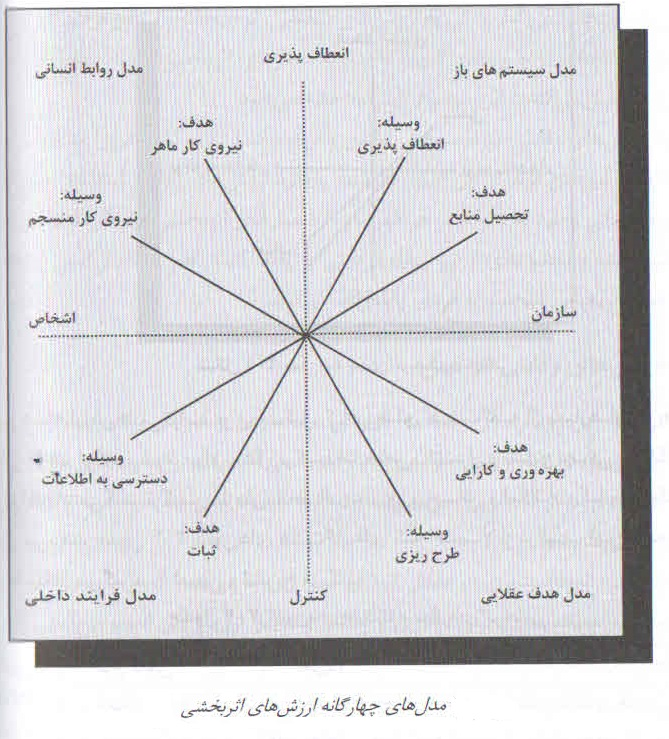 انعطاف پذیری
مدل سیستم های باز
مدل روابط انسانی
وسیله:
انعطاف پذیری
هدف:
نیروی کار ماهر
هدف:
تحصیل منابع
وسیله:
نیروی کار منسجم
سازمان
اشخاص
هدف:
بهره وری و کارایی
وسیله:
دسترسی به اطلاعات
وسیله:
طرح ریزی
هدف:
ثبات
مدل هدف عقلایی
کنترل
مدل فرایند داخلی
مدل‌های چهارگانه ارزش‌های اثربخشی